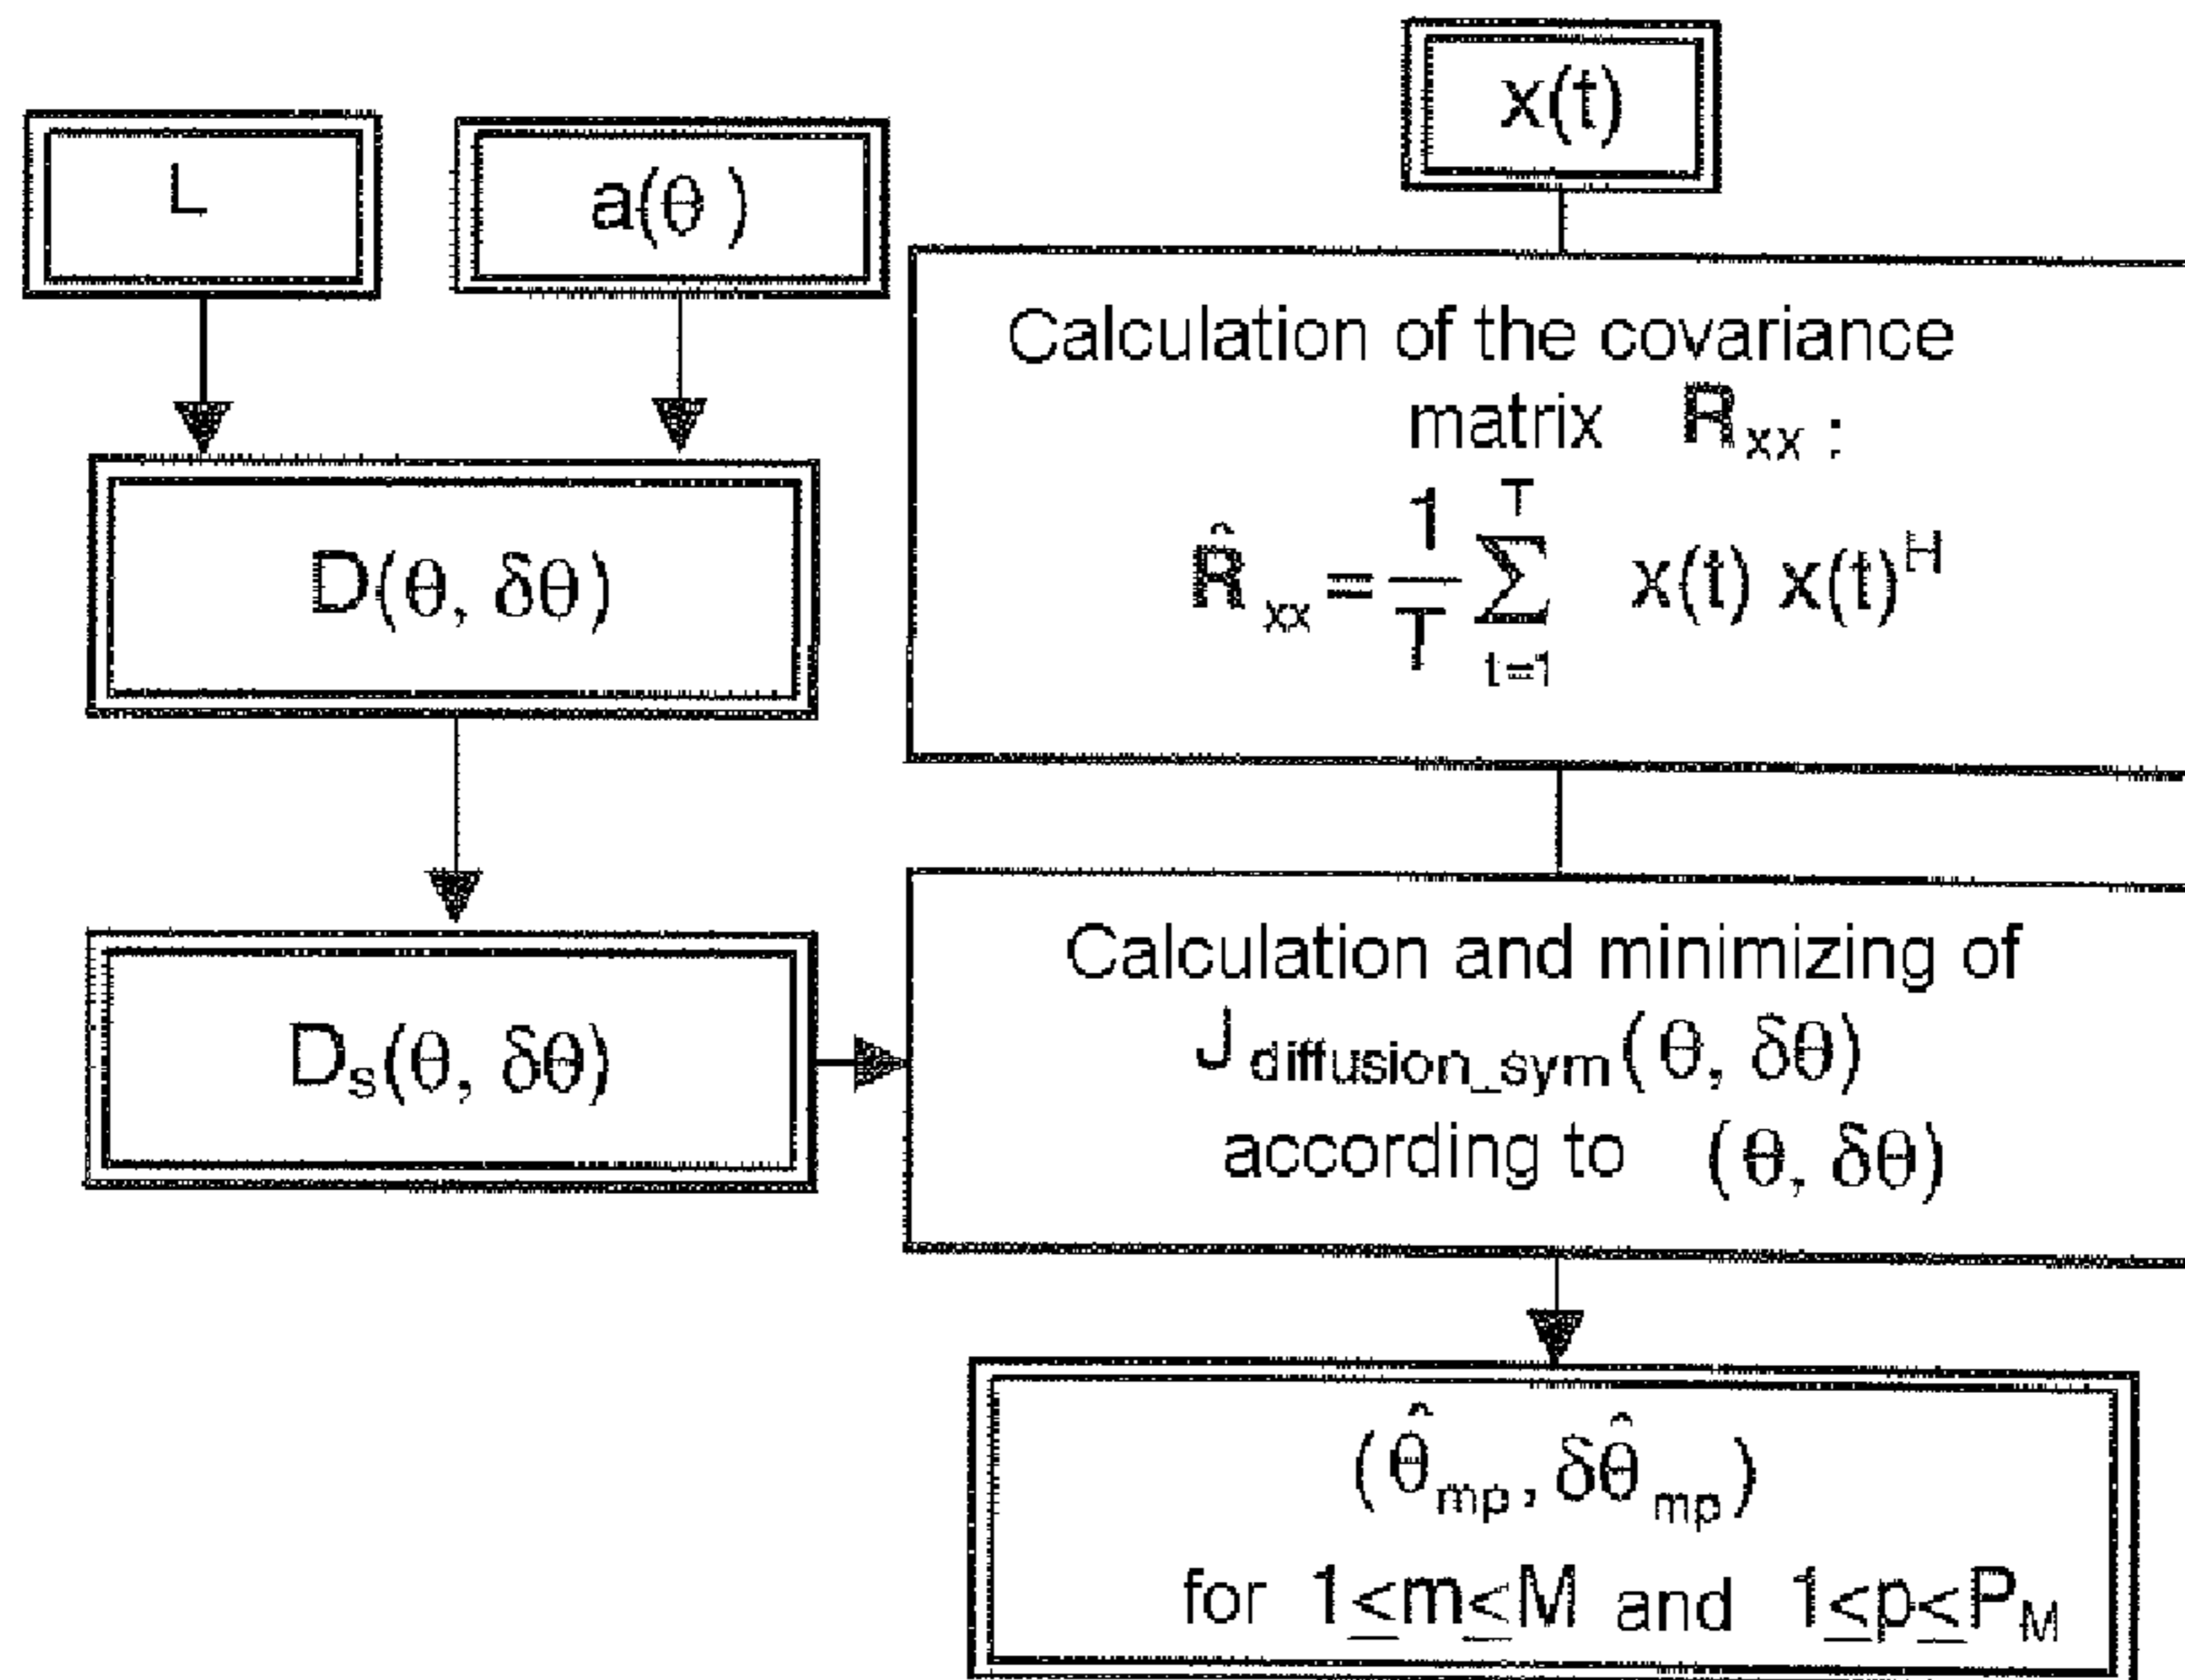 L
a(θ)
x(t)
Calculation of the covariance
matrix R_xx :
R̂_xx = 1/T Σ_{t=1}^{T} x(t) x(t)^H
D(θ, δθ)
D_s(θ, δθ)
Calculation and minimizing of
J_diffusion_sym(θ, δθ)
according to (θ, δθ)
(θ̂_mp, δθ̂_mp)
for 1≤m≤M and 1≤p≤P_M